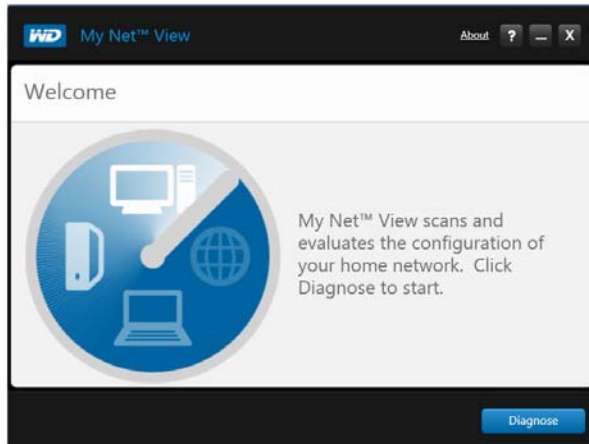 WD My Net™ View About ? _ X
Welcome
My Net™ View scans and
evaluates the configuration of
your home network. Click
Diagnose to start.
Diagnose